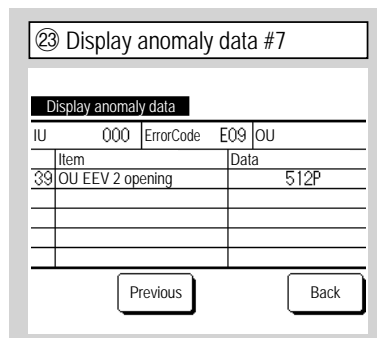 ㉓ Display anomaly data #7
Display anomaly data
IU 000 ErrorCode E09 OU
Item Data
39 OU EEV 2 opening 512P
Previous Back